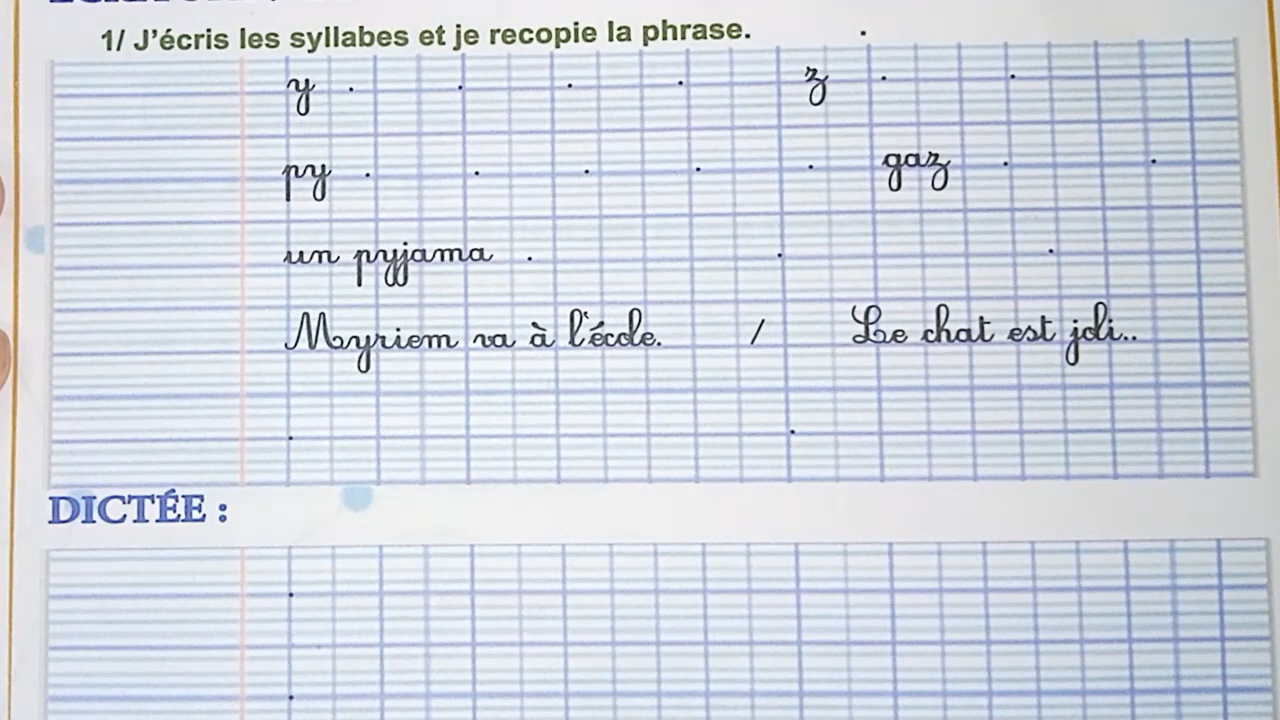 1/ J'écris les syllabes et je recopie la phrase. .
y . . . . z . .
py . . . . . gaz . .
un pyjama . . .
Myriem va à l'école. / Le chat est joli..
. .
DICTÉE :
.
.